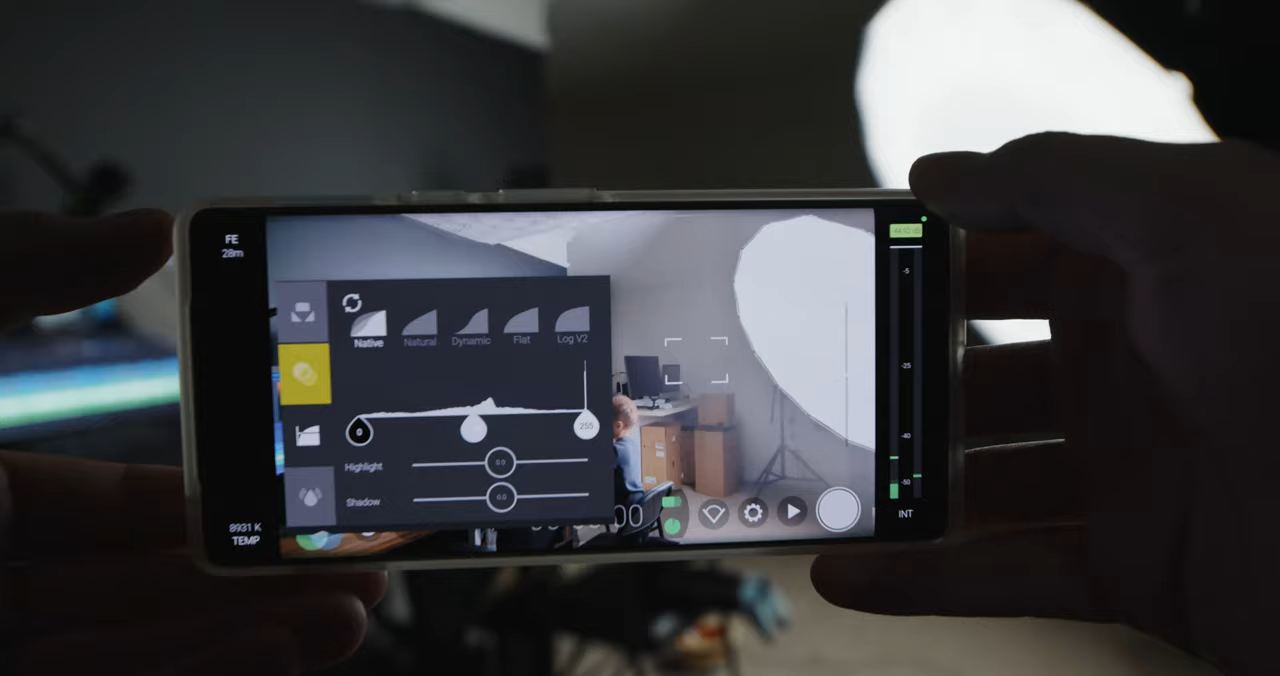 FE
28m
Native
Natural
Dynamic
Flat
Log V2
0
255
Highlight
0.0
Shadow
0.0
8931 K
TEMP
-5
-25
-40
-50
INT